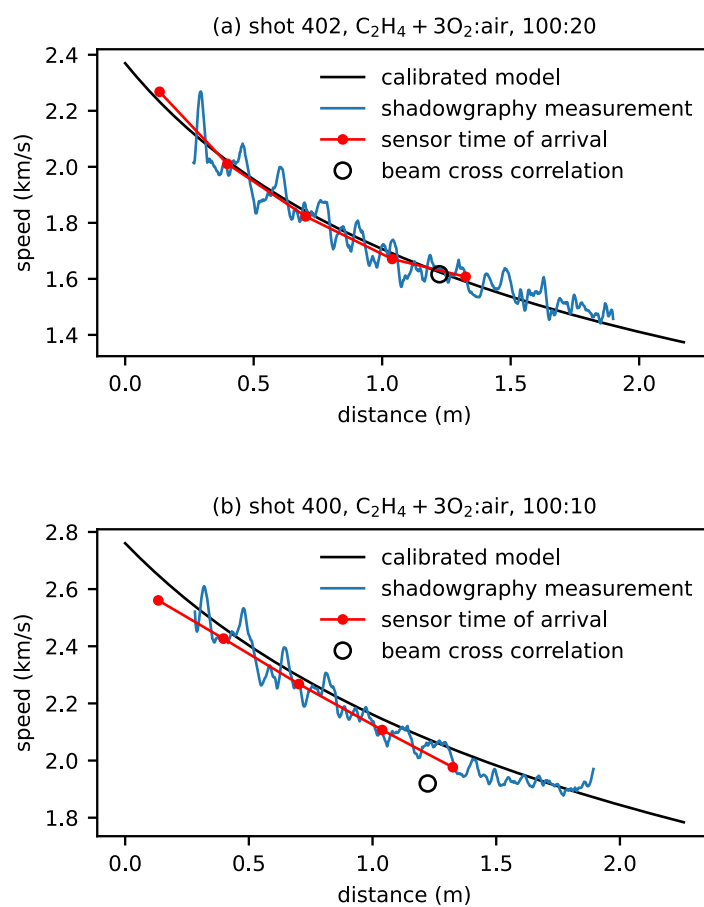 (a) shot 402, C₂H₄ + 3O₂:air, 100:20
2.4
2.2
2.0
1.8
1.6
1.4
speed (km/s)
calibrated model
shadowgraphy measurement
sensor time of arrival
beam cross correlation
0.0 0.5 1.0 1.5 2.0
distance (m)
(b) shot 400, C₂H₄ + 3O₂:air, 100:10
2.8
2.6
2.4
2.2
2.0
1.8
speed (km/s)
calibrated model
shadowgraphy measurement
sensor time of arrival
beam cross correlation
0.0 0.5 1.0 1.5 2.0
distance (m)